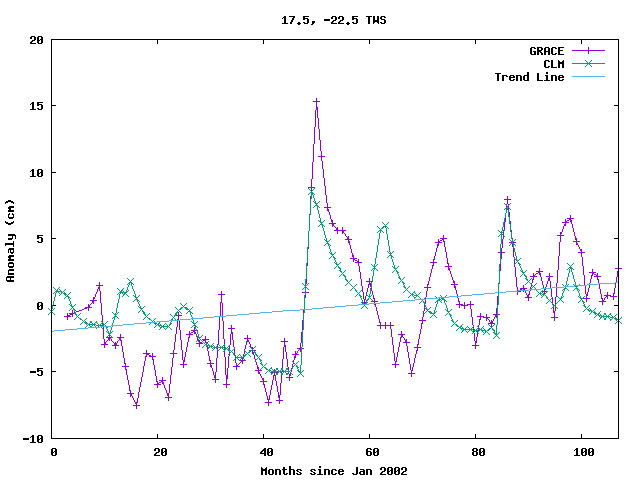 17.5, -22.5 TWS
GRACE
CLM
Trend Line
20
15
10
5
0
-5
-10
Anomaly (cm)
0 20 40 60 80 100
Months since Jan 2002